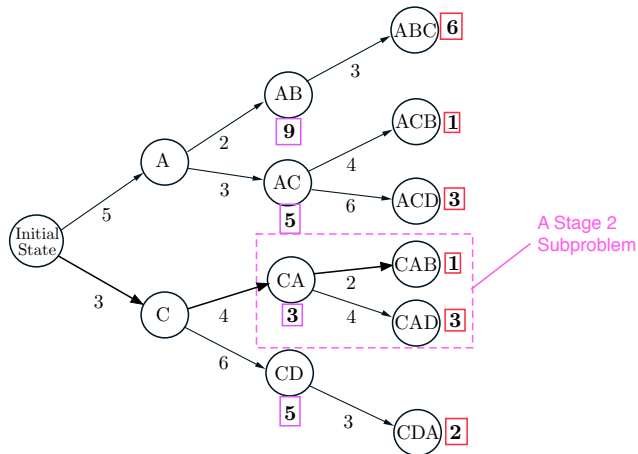 ABC 6
3
AB
9
2
ACB 1
4
A
3
AC
5
6
ACD 3
5
Initial
State
A Stage 2
Subproblem
3
C
4
CA
3
2
CAB 1
4
CAD 3
6
CD
5
3
CDA 2